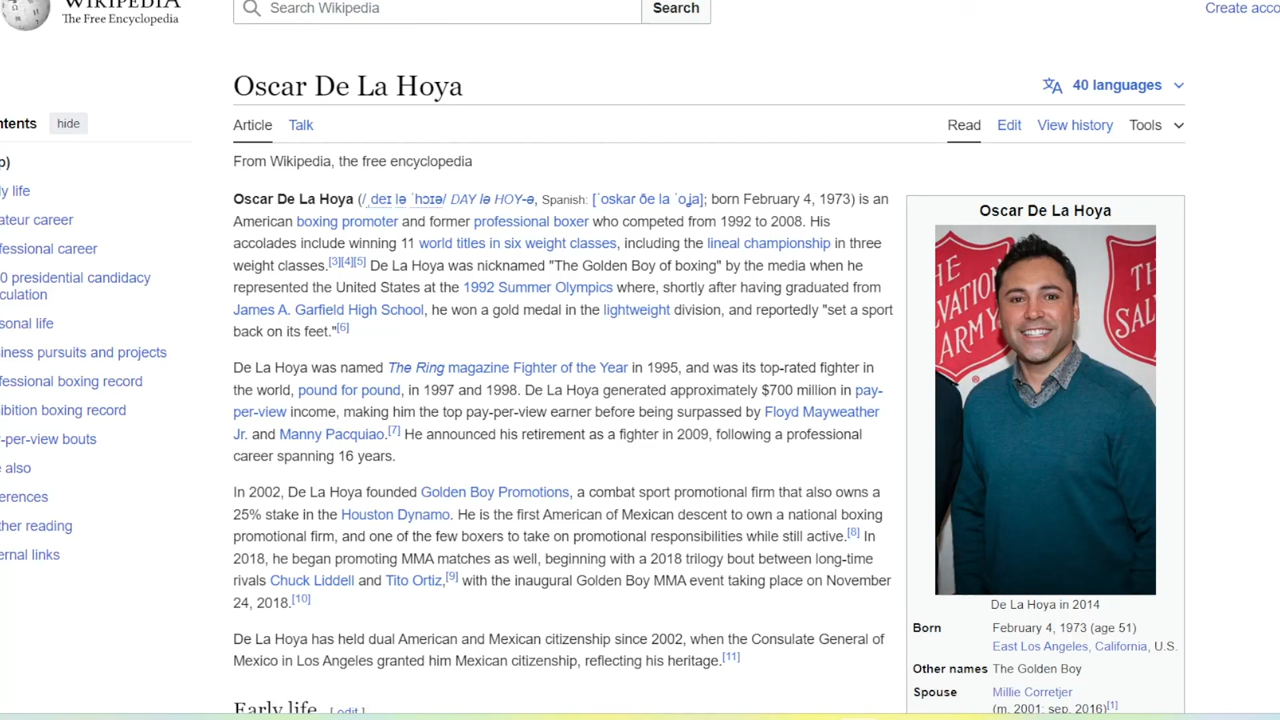 WIKIPEDIA
The Free Encyclopedia
Search Wikipedia
Search
Create acco
ntents hide
p)
ly life
ateur career
fessional career
0 presidential candidacy
culation
sonal life
iness pursuits and projects
fessional boxing record
ibition boxing record
-per-view bouts
e also
erences
ther reading
ernal links
Oscar De La Hoya
40 languages
Article Talk
Read Edit View history Tools
From Wikipedia, the free encyclopedia
Oscar De La Hoya (/ˌdeɪ lə ˈhɔɪə/ DAY lə HOY-ə, Spanish: [ˈoskaɾ ðe la ˈoʝa]; born February 4, 1973) is an
American boxing promoter and former professional boxer who competed from 1992 to 2008. His
accolades include winning 11 world titles in six weight classes, including the lineal championship in three
weight classes.[3][4][5] De La Hoya was nicknamed "The Golden Boy of boxing" by the media when he
represented the United States at the 1992 Summer Olympics where, shortly after having graduated from
James A. Garfield High School, he won a gold medal in the lightweight division, and reportedly "set a sport
back on its feet."[6]
De La Hoya was named The Ring magazine Fighter of the Year in 1995, and was its top-rated fighter in
the world, pound for pound, in 1997 and 1998. De La Hoya generated approximately $700 million in pay-
per-view income, making him the top pay-per-view earner before being surpassed by Floyd Mayweather
Jr. and Manny Pacquiao.[7] He announced his retirement as a fighter in 2009, following a professional
career spanning 16 years.
In 2002, De La Hoya founded Golden Boy Promotions, a combat sport promotional firm that also owns a
25% stake in the Houston Dynamo. He is the first American of Mexican descent to own a national boxing
promotional firm, and one of the few boxers to take on promotional responsibilities while still active.[8] In
2018, he began promoting MMA matches as well, beginning with a 2018 trilogy bout between long-time
rivals Chuck Liddell and Tito Ortiz,[9] with the inaugural Golden Boy MMA event taking place on November
24, 2018.[10]
De La Hoya has held dual American and Mexican citizenship since 2002, when the Consulate General of
Mexico in Los Angeles granted him Mexican citizenship, reflecting his heritage.[11]
Early life [edit]
Oscar De La Hoya
THE
VATION
ARMY
®
TH
SAL
De La Hoya in 2014
Born February 4, 1973 (age 51)
East Los Angeles, California, U.S.
Other names The Golden Boy
Spouse Millie Corretjer
(m. 2001; sep. 2016)[1]